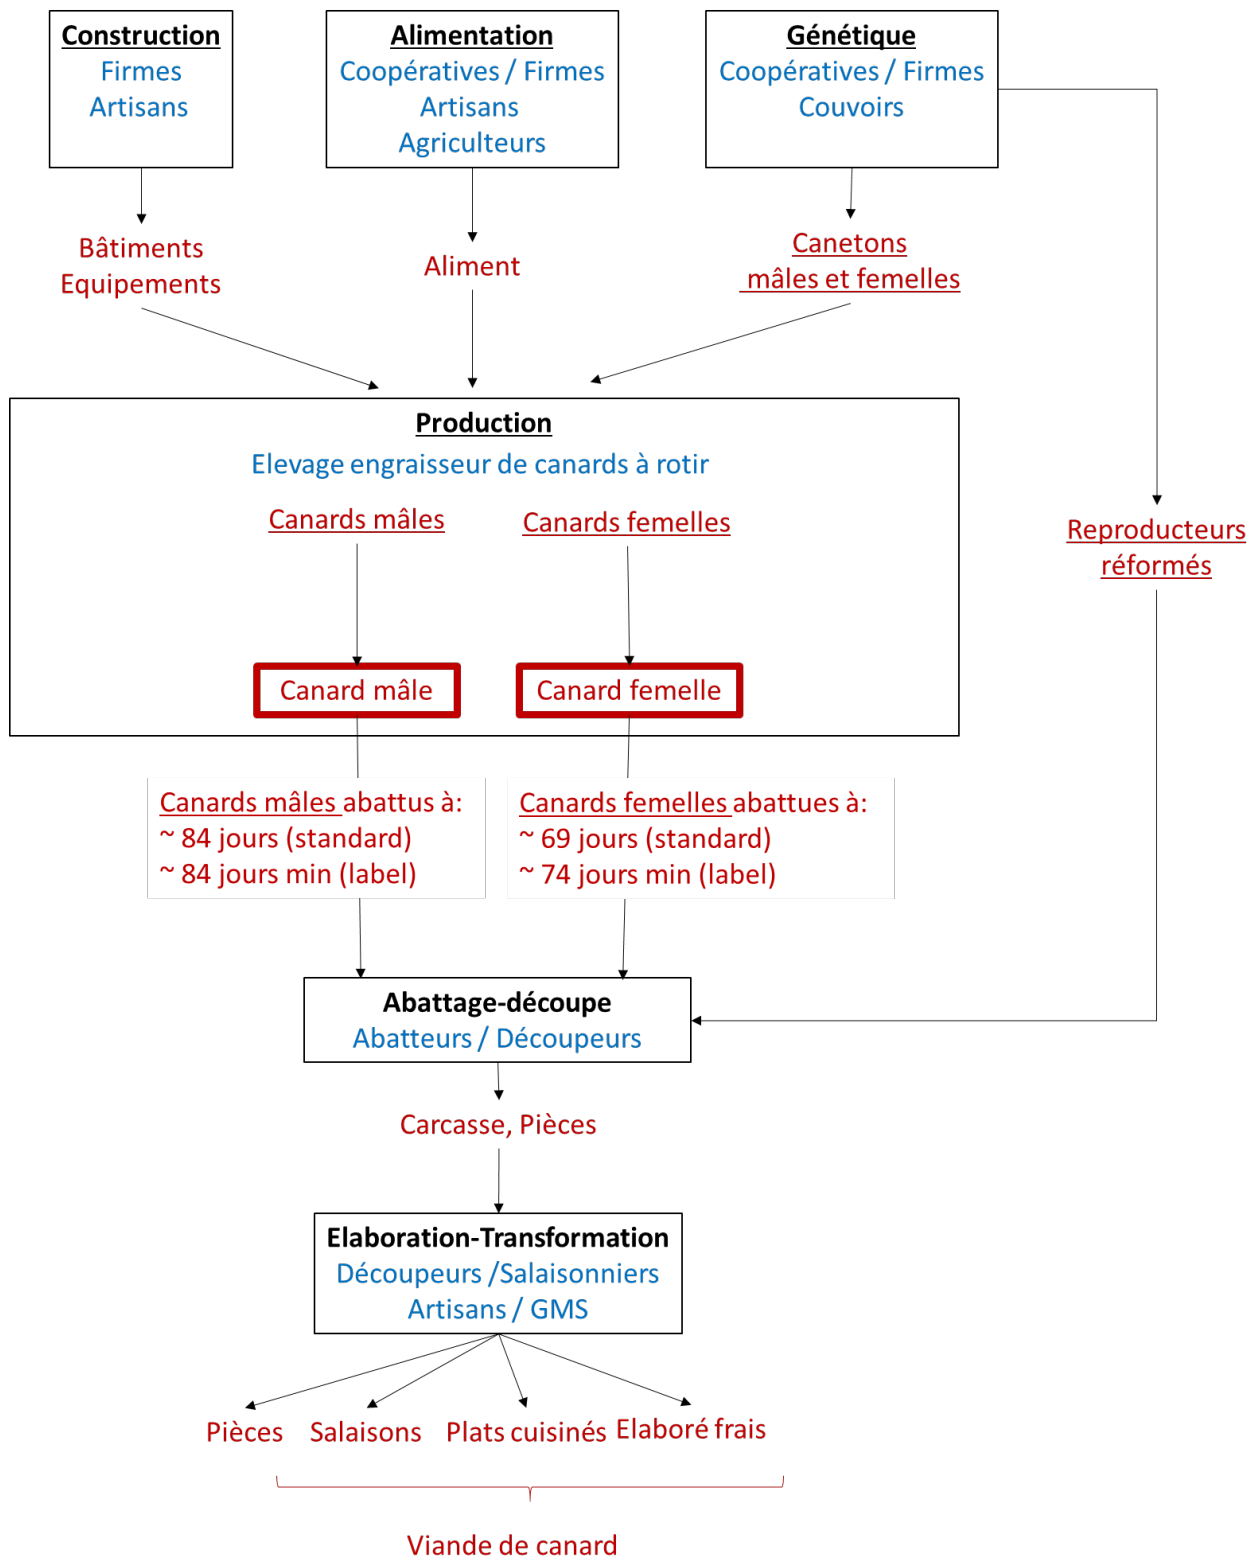 Construction
Firmes
Artisans
Alimentation
Coopératives / Firmes
Artisans
Agriculteurs
Génétique
Coopératives / Firmes
Couvoirs
Bâtiments
Equipements
Aliment
Canetons
mâles et femelles
Production
Elevage engraisseur de canards à rotir
Canards mâles
Canards femelles
Reproducteurs
réformés
Canard mâle
Canard femelle
Canards mâles abattus à:
~ 84 jours (standard)
~ 84 jours min (label)
Canards femelles abattues à:
~ 69 jours (standard)
~ 74 jours min (label)
Abattage-découpe
Abatteurs / Découpeurs
Carcasse, Pièces
Elaboration-Transformation
Découpeurs /Salaisonniers
Artisans / GMS
Pièces
Salaisons
Plats cuisinés
Elaboré frais
Viande de canard